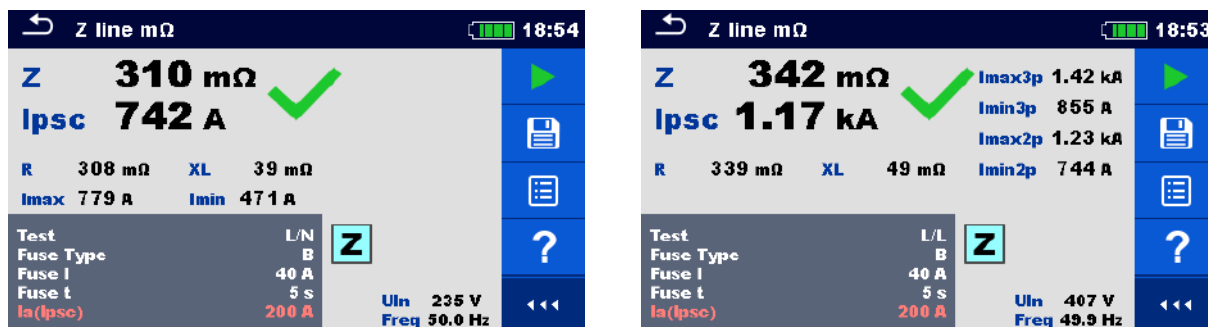 Z line mΩ 18:54
Z 310 mΩ
Ipsc 742 A
R 308 mΩ XL 39 mΩ
Imax 779 A Imin 471 A
Test L/N
Fuse Type B
Fuse I 40 A
Fuse t 5 s
Ia(Ipsc) 200 A
Z
Uln 235 V
Freq 50.0 Hz
?
Z line mΩ 18:53
Z 342 mΩ
Ipsc 1.17 kA
Imax3p 1.42 kA
Imin3p 855 A
Imax2p 1.23 kA
Imin2p 744 A
R 339 mΩ XL 49 mΩ
Test L/L
Fuse Type B
Fuse I 40 A
Fuse t 5 s
Ia(Ipsc) 200 A
Z
Uln 407 V
Freq 49.9 Hz
?